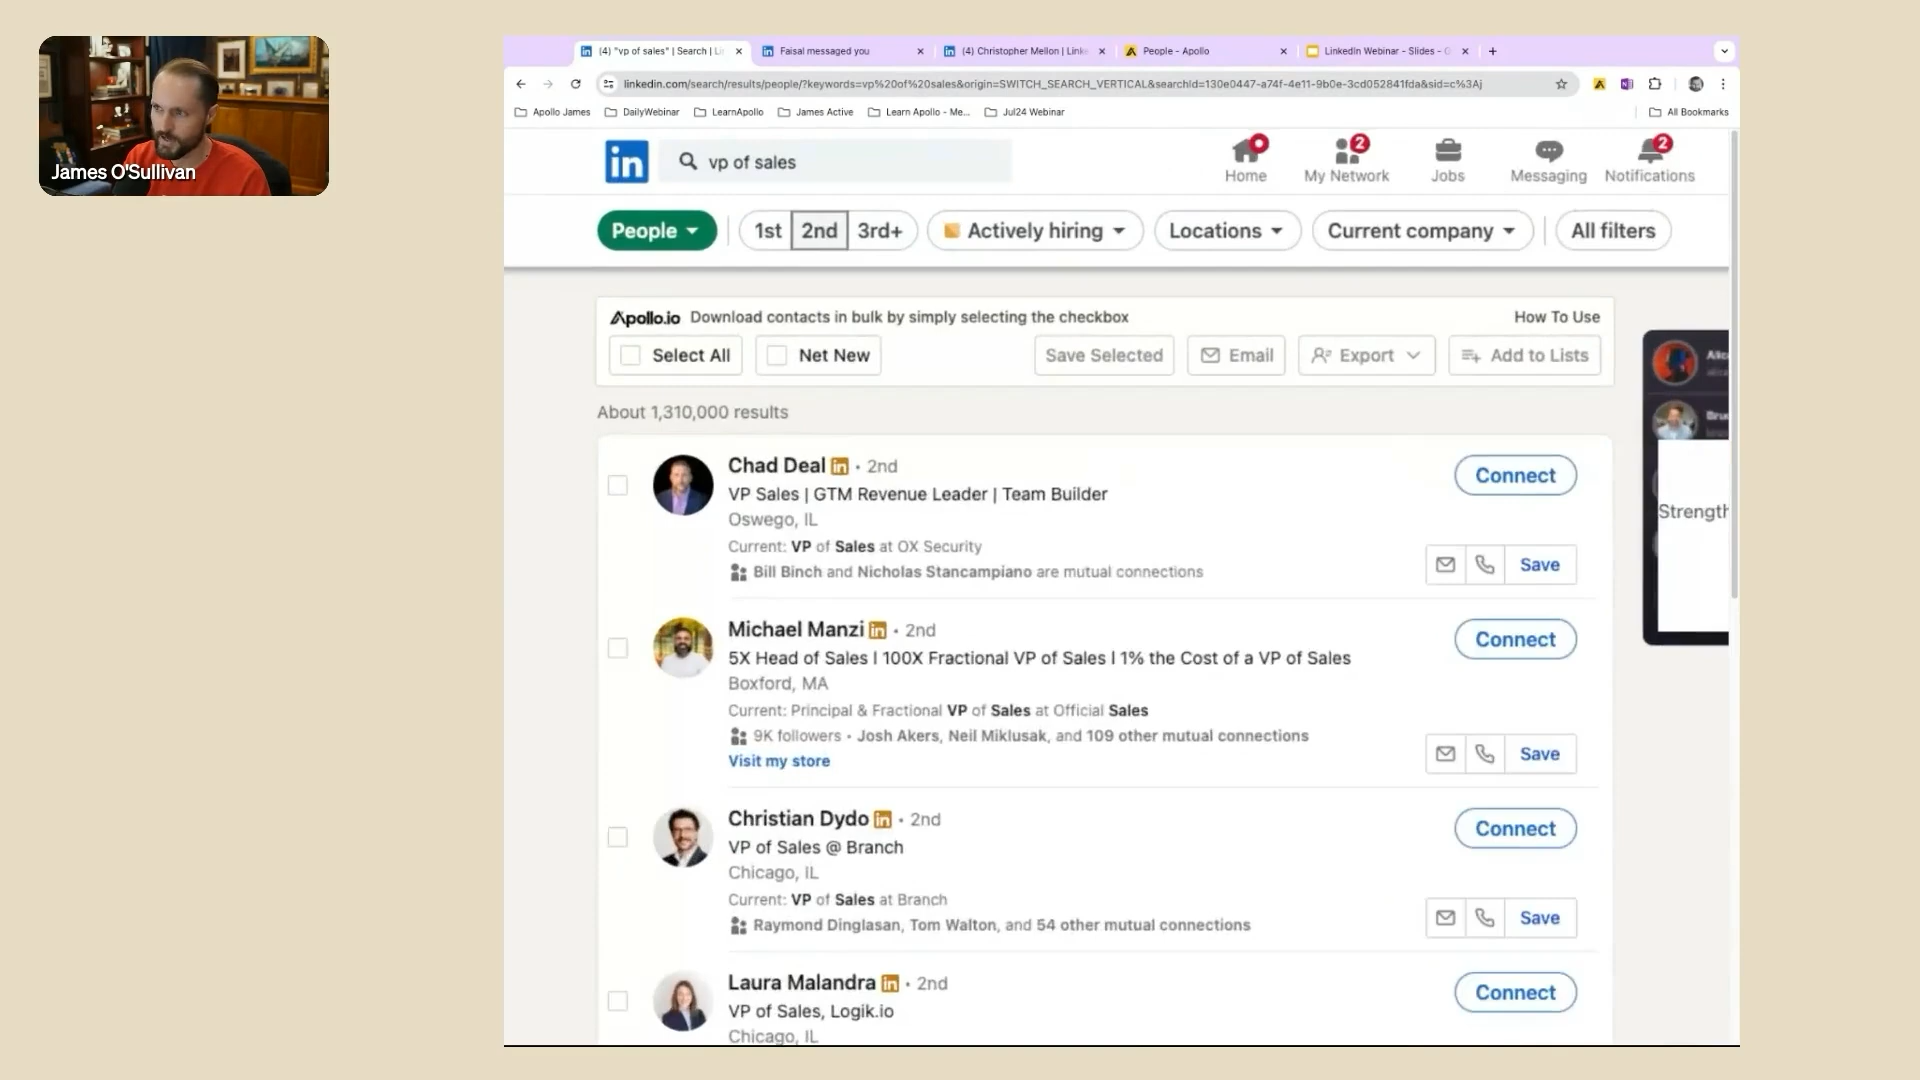 James O'Sullivan
(4) "vp of sales" | Search | Li
Faisal messaged you
(4) Christopher Mellon | Linke
People - Apollo
LinkedIn Webinar - Slides - G
linkedin.com/search/results/people/?keywords=vp%20of%20sales&origin=SWITCH_SEARCH_VERTICAL&searchId=130e0447-a74f-4e11-9b0e-3cd052841fda&sid=c%3Aj
Apollo James
DailyWebinar
LearnApollo
James Active
Learn Apollo - Me...
Jul24 Webinar
All Bookmarks
in
vp of sales
Home
2
My Network
Jobs
Messaging
2
Notifications
People
1st
2nd
3rd+
Actively hiring
Locations
Current company
All filters
Apollo.io Download contacts in bulk by simply selecting the checkbox
How To Use
Select All
Net New
Save Selected
Email
Export
Add to Lists
About 1,310,000 results
Chad Deal in • 2nd
VP Sales | GTM Revenue Leader | Team Builder
Oswego, IL
Current: VP of Sales at OX Security
Bill Binch and Nicholas Stancampiano are mutual connections
Connect
Save
Michael Manzi in • 2nd
5X Head of Sales l 100X Fractional VP of Sales l 1% the Cost of a VP of Sales
Boxford, MA
Current: Principal & Fractional VP of Sales at Official Sales
9K followers • Josh Akers, Neil Miklusak, and 109 other mutual connections
Visit my store
Connect
Save
Christian Dydo in • 2nd
VP of Sales @ Branch
Chicago, IL
Current: VP of Sales at Branch
Raymond Dinglasan, Tom Walton, and 54 other mutual connections
Connect
Save
Laura Malandra in • 2nd
VP of Sales, Logik.io
Chicago, IL
Connect
Strength